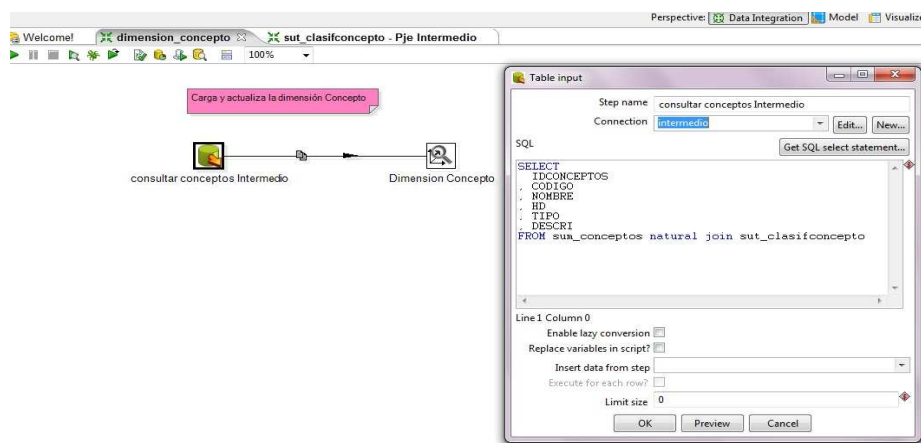 Perspective: Data Integration Model Visualize
Welcome! dimension_concepto sut_clasifconcepto - Pje Intermedio
100%
Carga y actualiza la dimensión Concepto
consultar conceptos Intermedio
Dimension Concepto
Table input
Step name consultar conceptos Intermedio
Connection intermedio Edit... New...
SQL Get SQL select statement...
SELECT
IDCONCEPTOS
, CODIGO
, NOMBRE
, HD
, TIPO
, DESCRI
FROM sum_conceptos natural join sut_clasifconcepto
Line 1 Column 0
Enable lazy conversion
Replace variables in script?
Insert data from step
Execute for each row?
Limit size 0
OK Preview Cancel